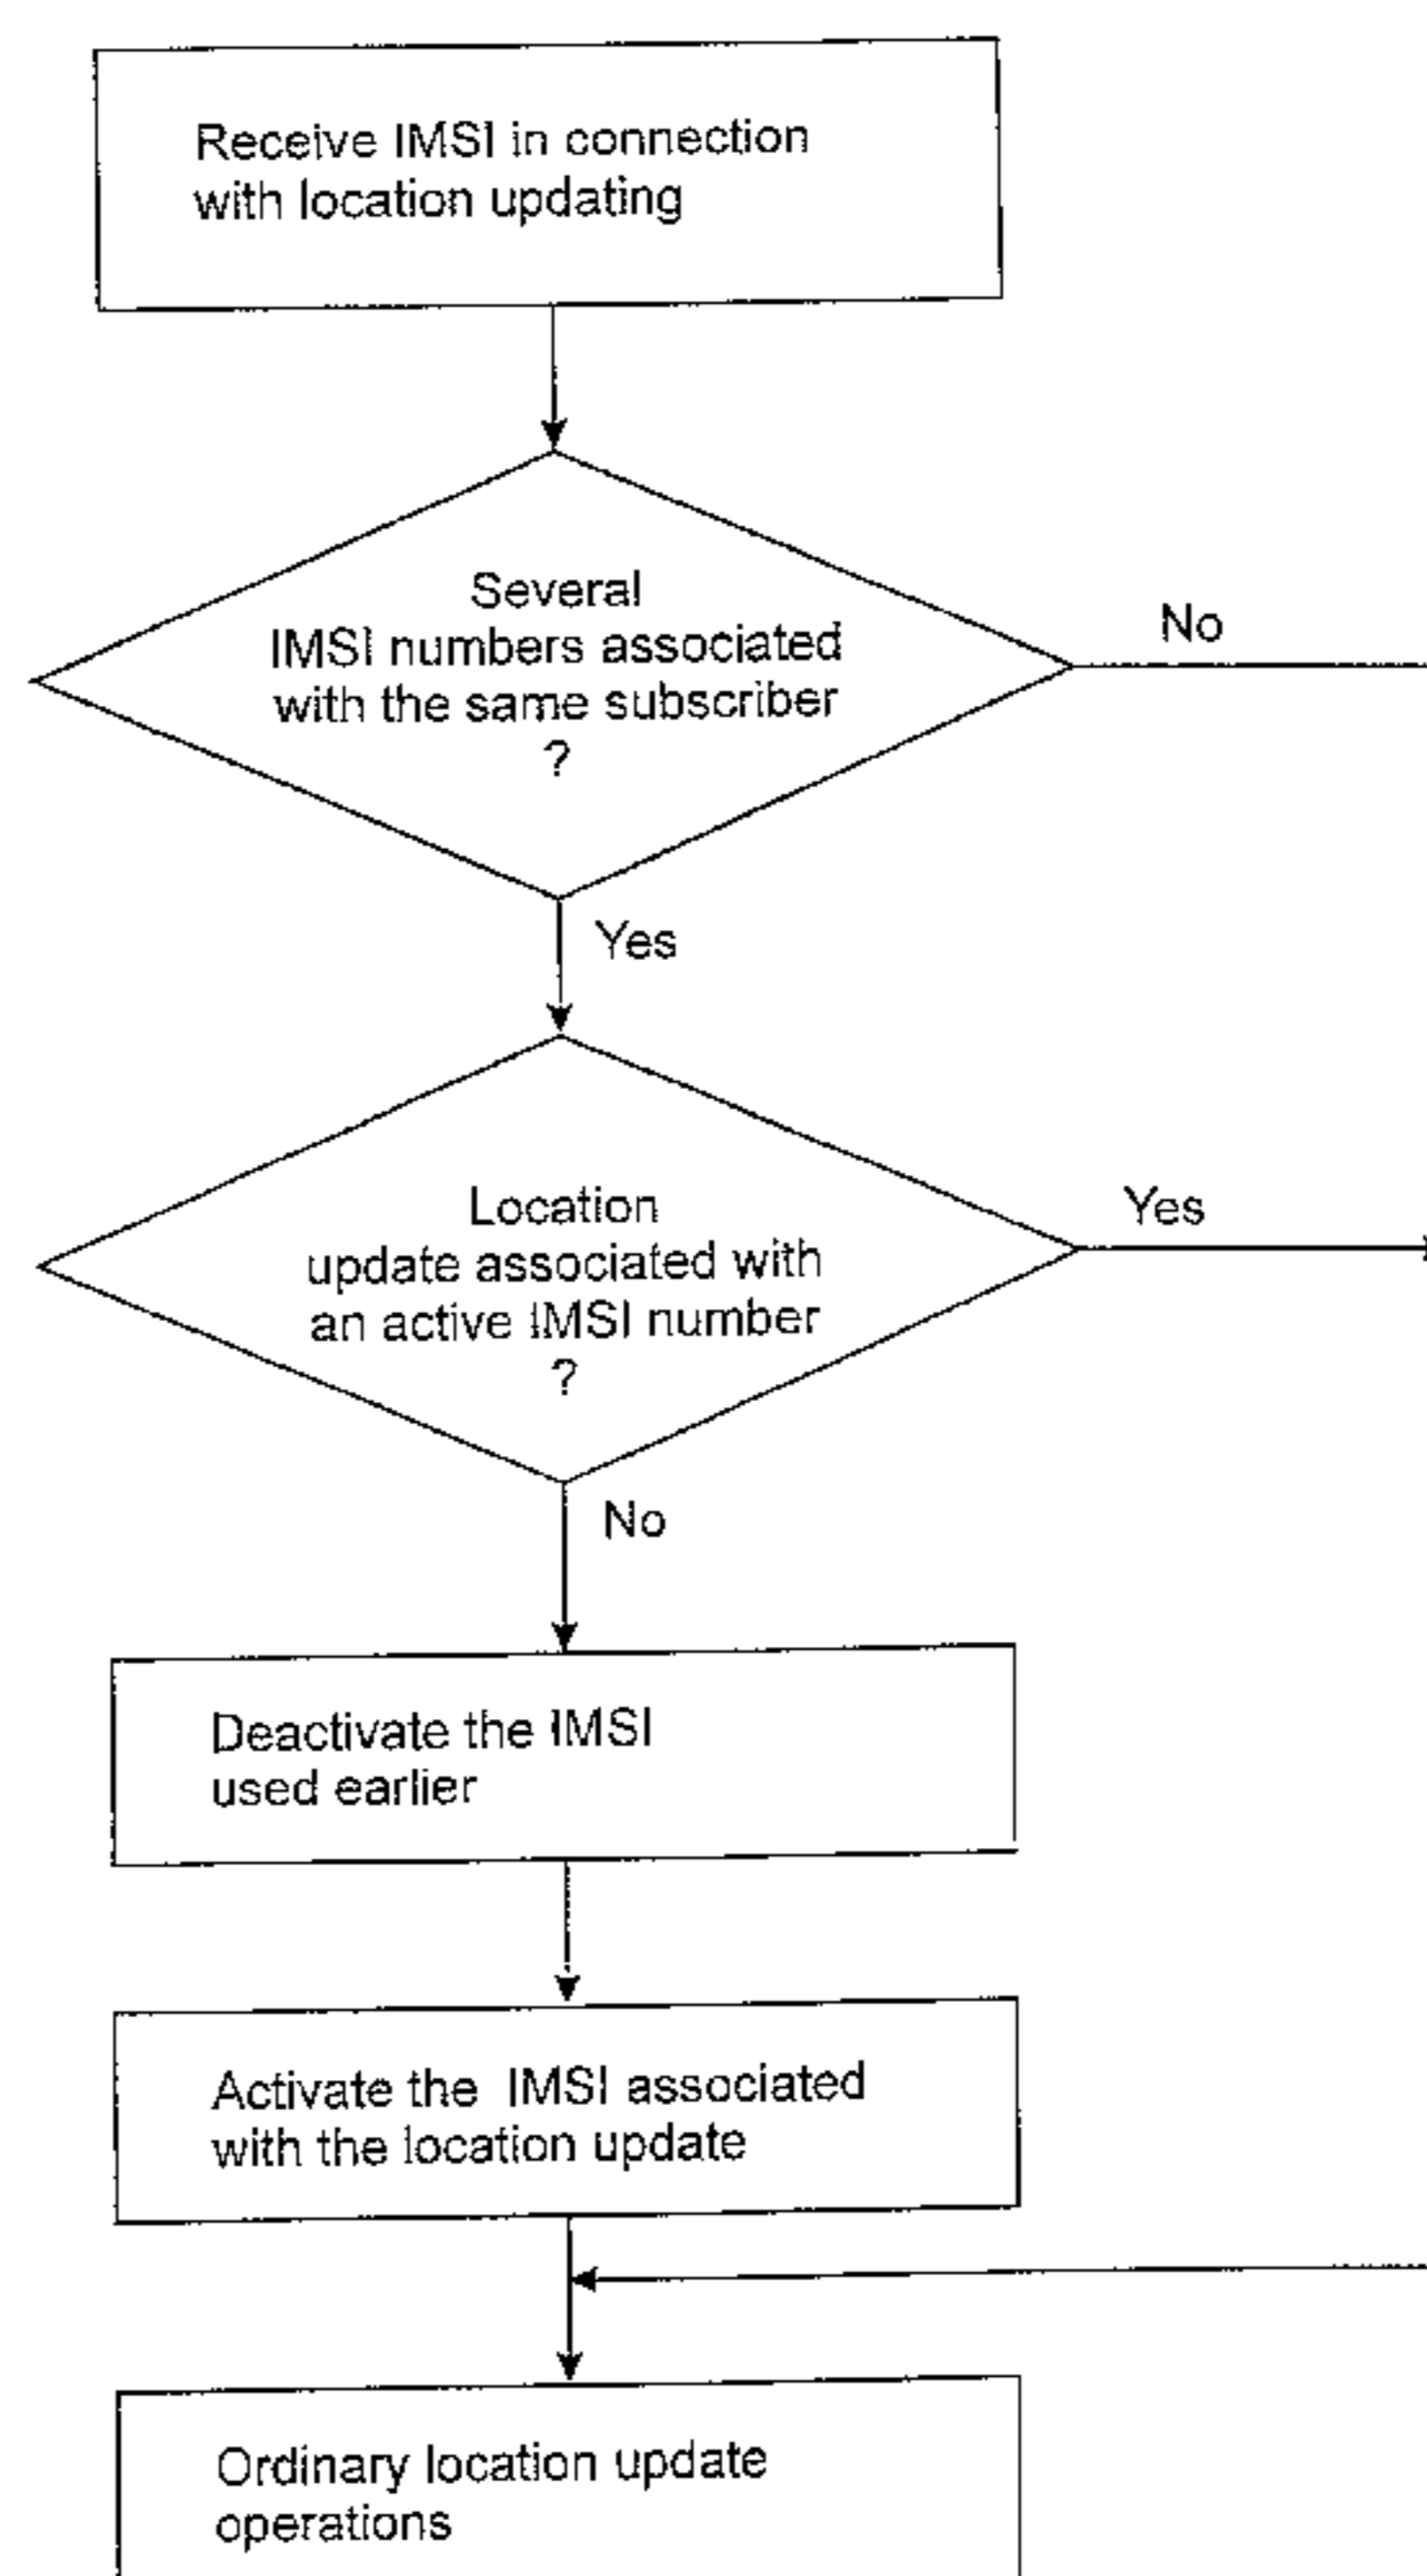 Receive IMSI in connection
with location updating
Several
IMSI numbers associated
with the same subscriber
?
No
Yes
Location
update associated with
an active IMSI number
?
Yes
No
Deactivate the IMSI
used earlier
Activate the IMSI associated
with the location update
Ordinary location update
operations